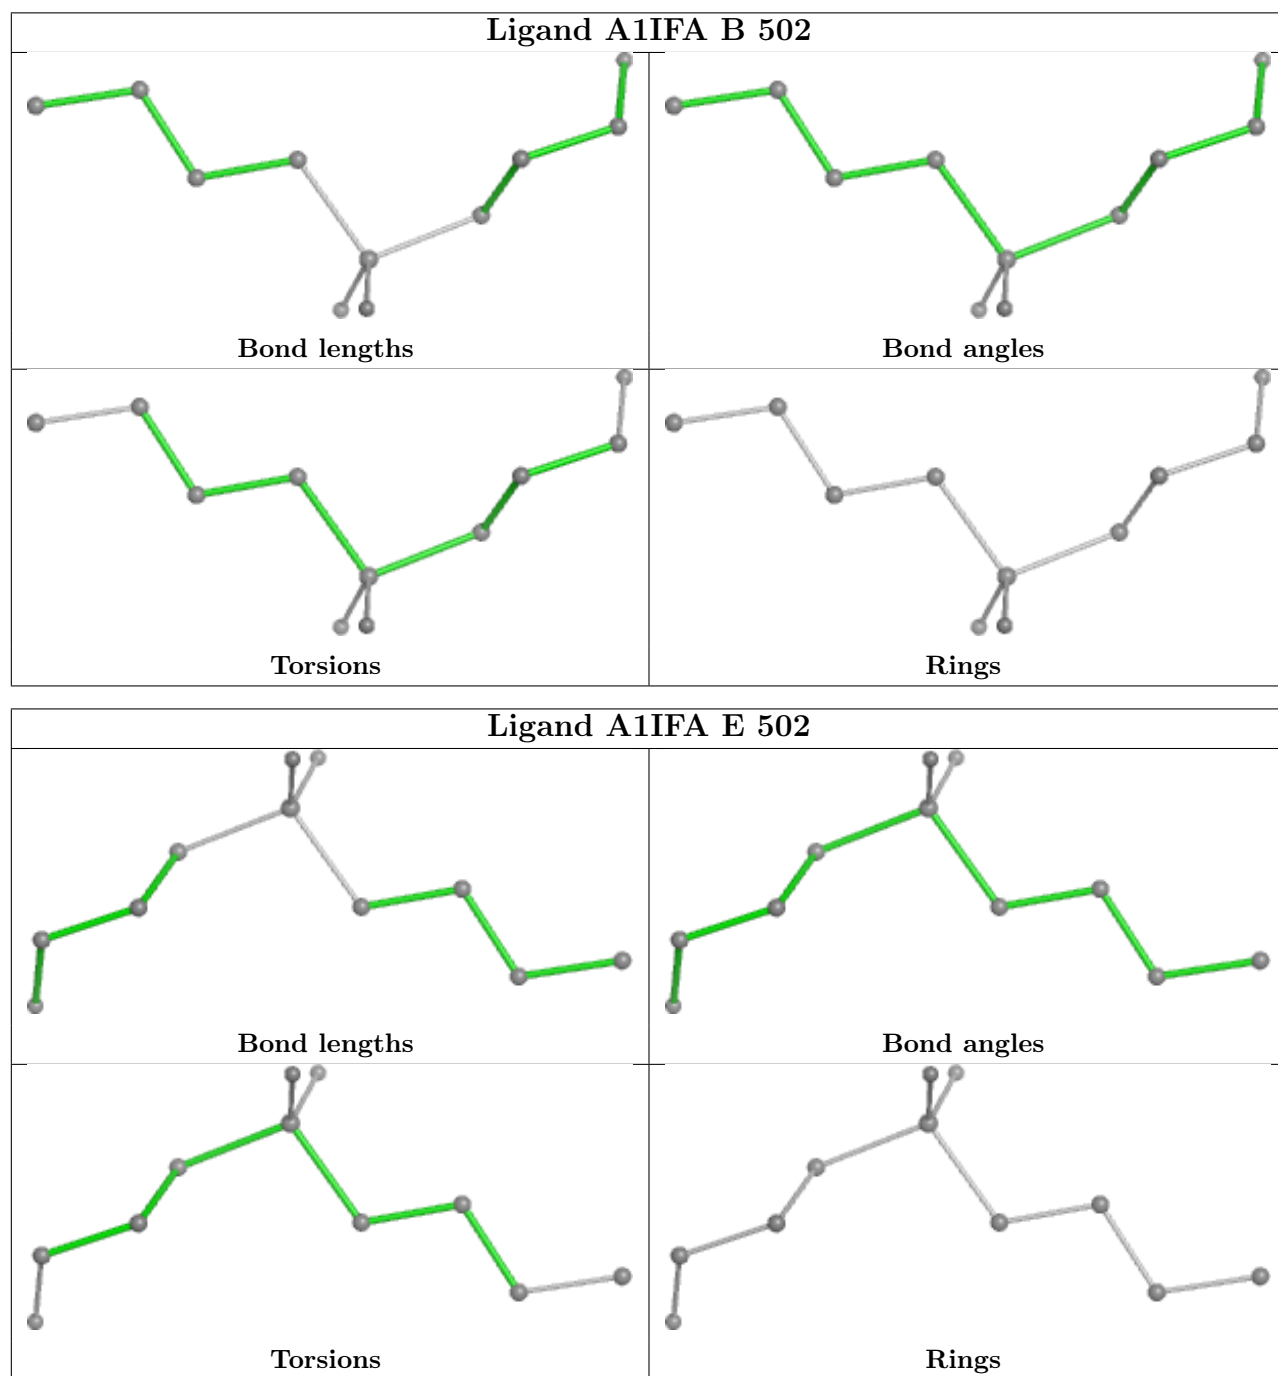 Ligand A1IFA B 502
Bond lengths
Bond angles
Torsions
Rings
Ligand A1IFA E 502
Bond lengths
Bond angles
Torsions
Rings